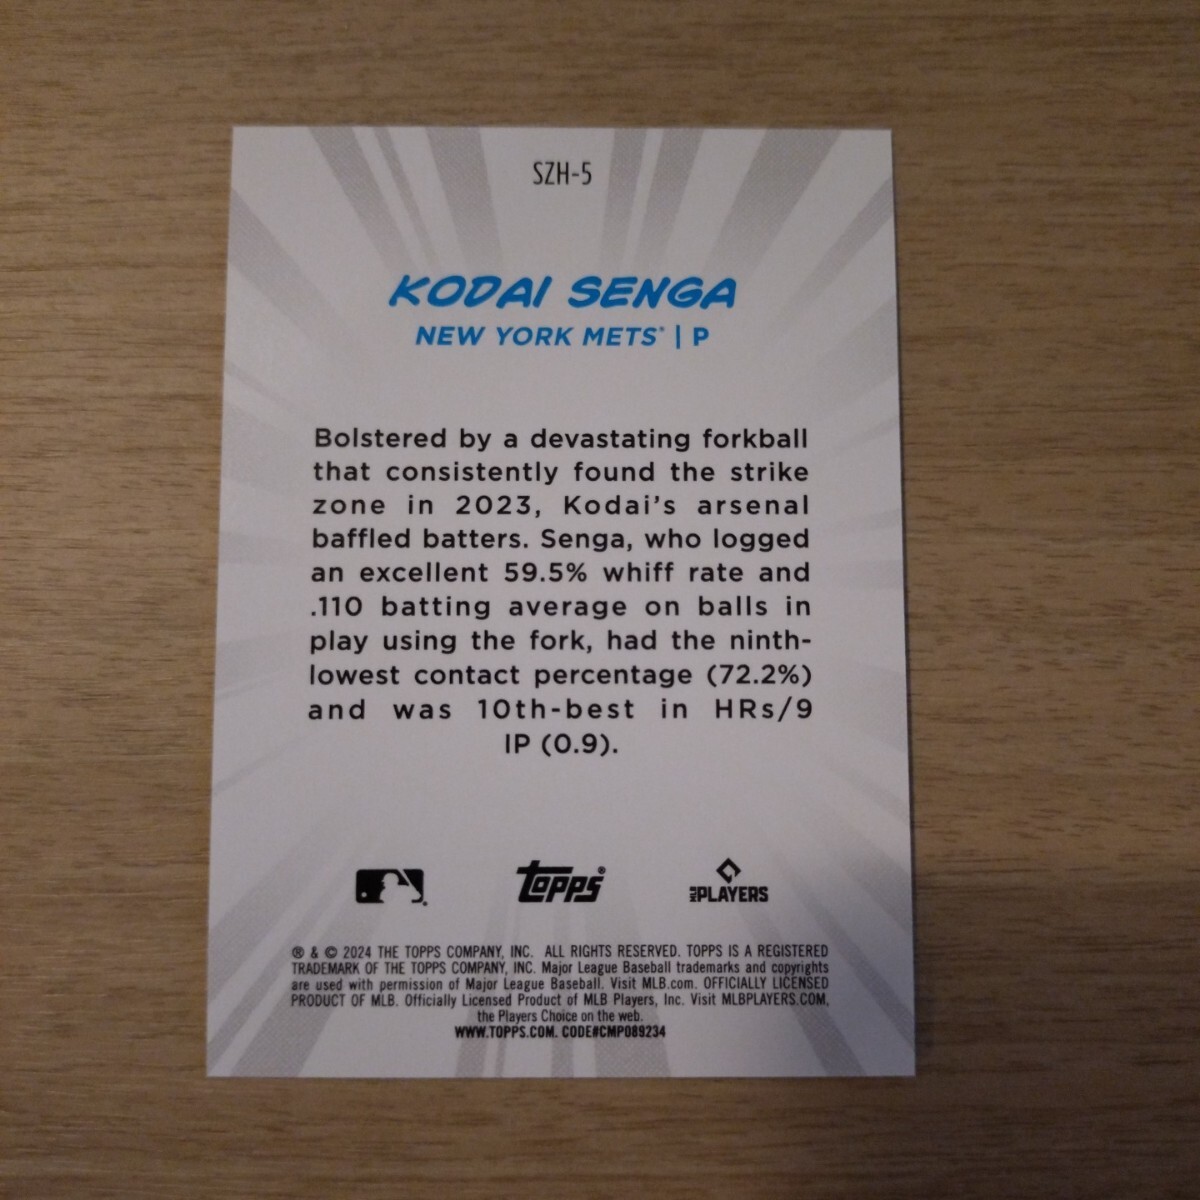 SZH-5
KODAI SENGA
NEW YORK METS® | P
Bolstered by a devastating forkball
that consistently found the strike
zone in 2023, Kodai's arsenal
baffled batters. Senga, who logged
an excellent 59.5% whiff rate and
.110 batting average on balls in
play using the fork, had the ninth-
lowest contact percentage (72.2%)
and was 10th-best in HRs/9
IP (0.9).
Topps®
MLB PLAYERS
® & © 2024 THE TOPPS COMPANY, INC. ALL RIGHTS RESERVED. TOPPS IS A REGISTERED
TRADEMARK OF THE TOPPS COMPANY, INC. Major League Baseball trademarks and copyrights
are used with permission of Major League Baseball. Visit MLB.com. OFFICIALLY LICENSED
PRODUCT OF MLB. Officially Licensed Product of MLB Players, Inc. Visit MLBPLAYERS.COM,
the Players Choice on the web.
WWW.TOPPS.COM. CODE#CMP089234